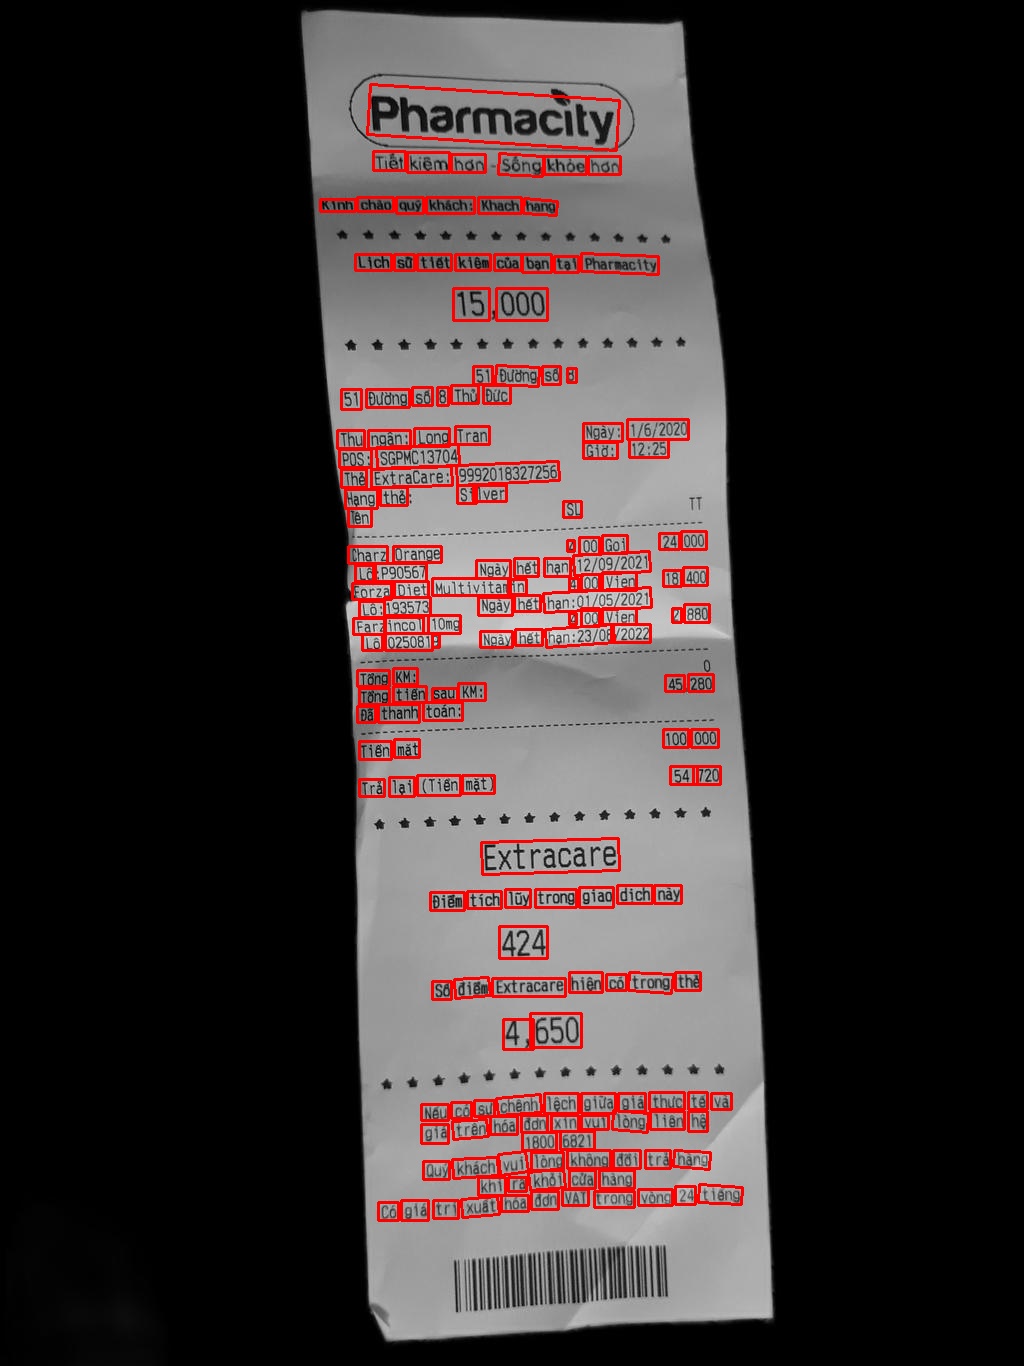 Pharmacity
Tiết kiệm hơn - Sống khỏe hơn
Kính chào quý khách: Khach hang
* * * * * * * * * * * * *
Lịch sử tiết kiệm của bạn tại Pharmacity
15,000
* * * * * * * * * * * * * *
51 Đường số 8
51 Đường số 8 Thủ Đức
Thu ngân: Long Tran Ngày: 1/6/2020
POS: SGPMC13704 Giờ: 12:25
Thẻ ExtraCare: 9992018327256
Hạng thẻ: Silver
Tên SL TT
Charz Orange 4.00 Goi 24,000
Lô:P90567 Ngày hết hạn:12/09/2021
Forza Diet Multivitamin 4.00 Vien 18,400
Lô:193573 Ngày hết hạn:01/05/2021
Farzincol 10mg 4.00 Vien 2,880
Lô:025081 Ngày hết hạn:23/08/2022
Tổng KM: 0
Tổng tiền sau KM: 45,280
Đã thanh toán:
Tiền mặt 100,000
Trả lại (Tiền mặt) 54,720
* * * * * * * * * * * * * *
Extracare
Điểm tích lũy trong giao dịch này
424
Số điểm Extracare hiện có trong thẻ
4,650
* * * * * * * * * * * * * *
Nếu có sự chênh lệch giữa giá thực tế và
giá trên hóa đơn xin vui lòng liên hệ
1800 6821
Quý khách vui lòng không đổi trả hàng
khi ra khỏi cửa hàng
Có giá trị xuất hóa đơn VAT trong vòng 24 tiếng